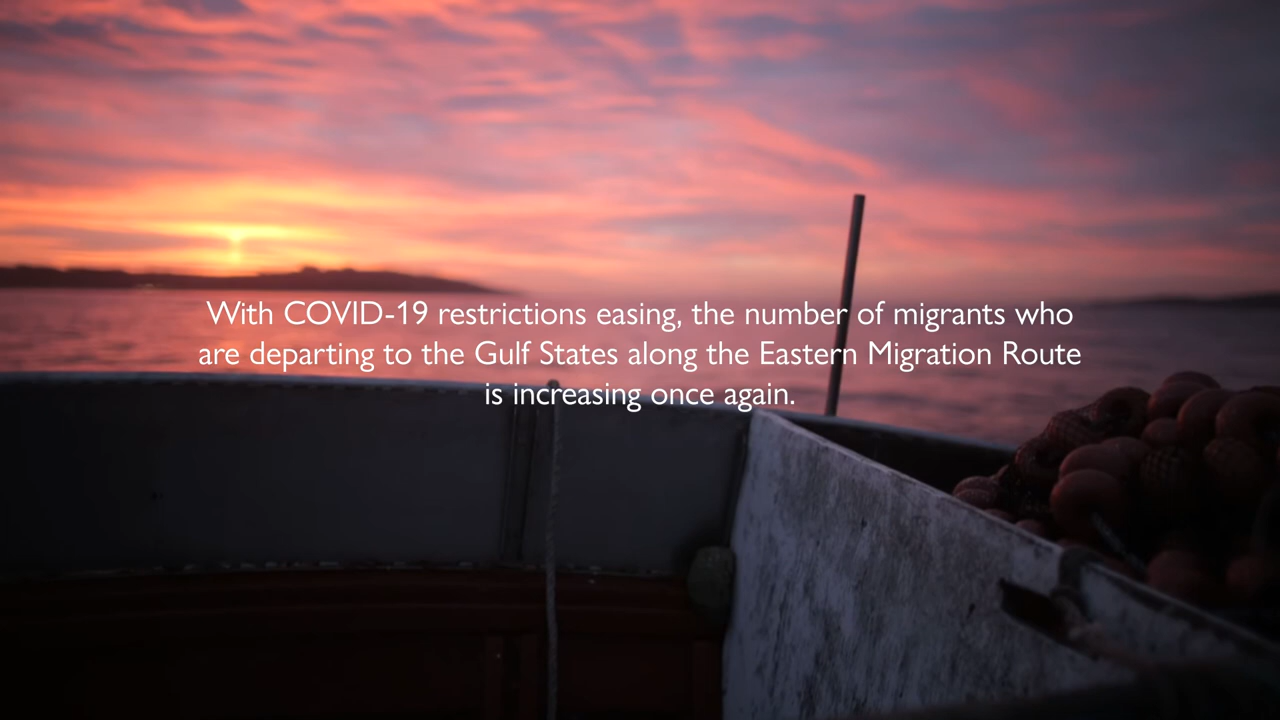 With COVID-19 restrictions easing, the number of migrants who
are departing to the Gulf States along the Eastern Migration Route
is increasing once again.